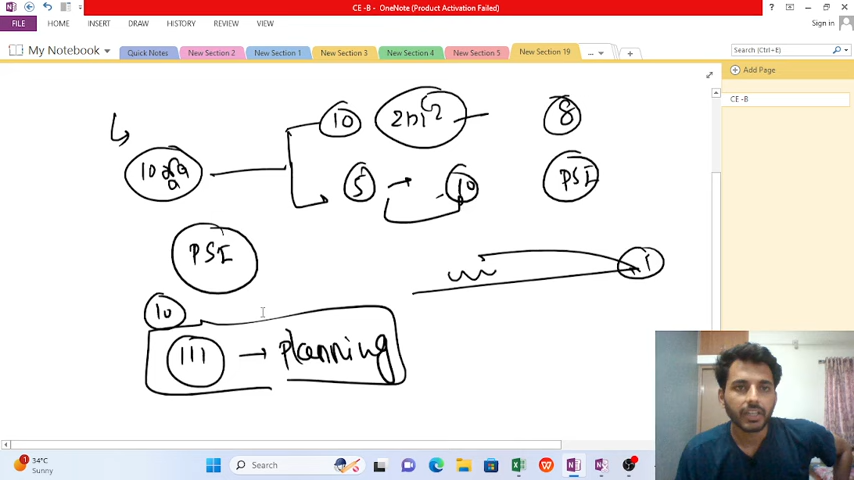 CE -B - OneNote (Product Activation Failed)
FILE HOME INSERT DRAW HISTORY REVIEW VIEW Sign in
My Notebook Quick Notes New Section 2 New Section 1 New Section 3 New Section 4 New Section 5 New Section 19 ... Search (Ctrl+E)
Add Page
CE -B
10 8
10
5 10 PSI
PSI
1
10
111 → planning
1 34°C
Sunny
Search